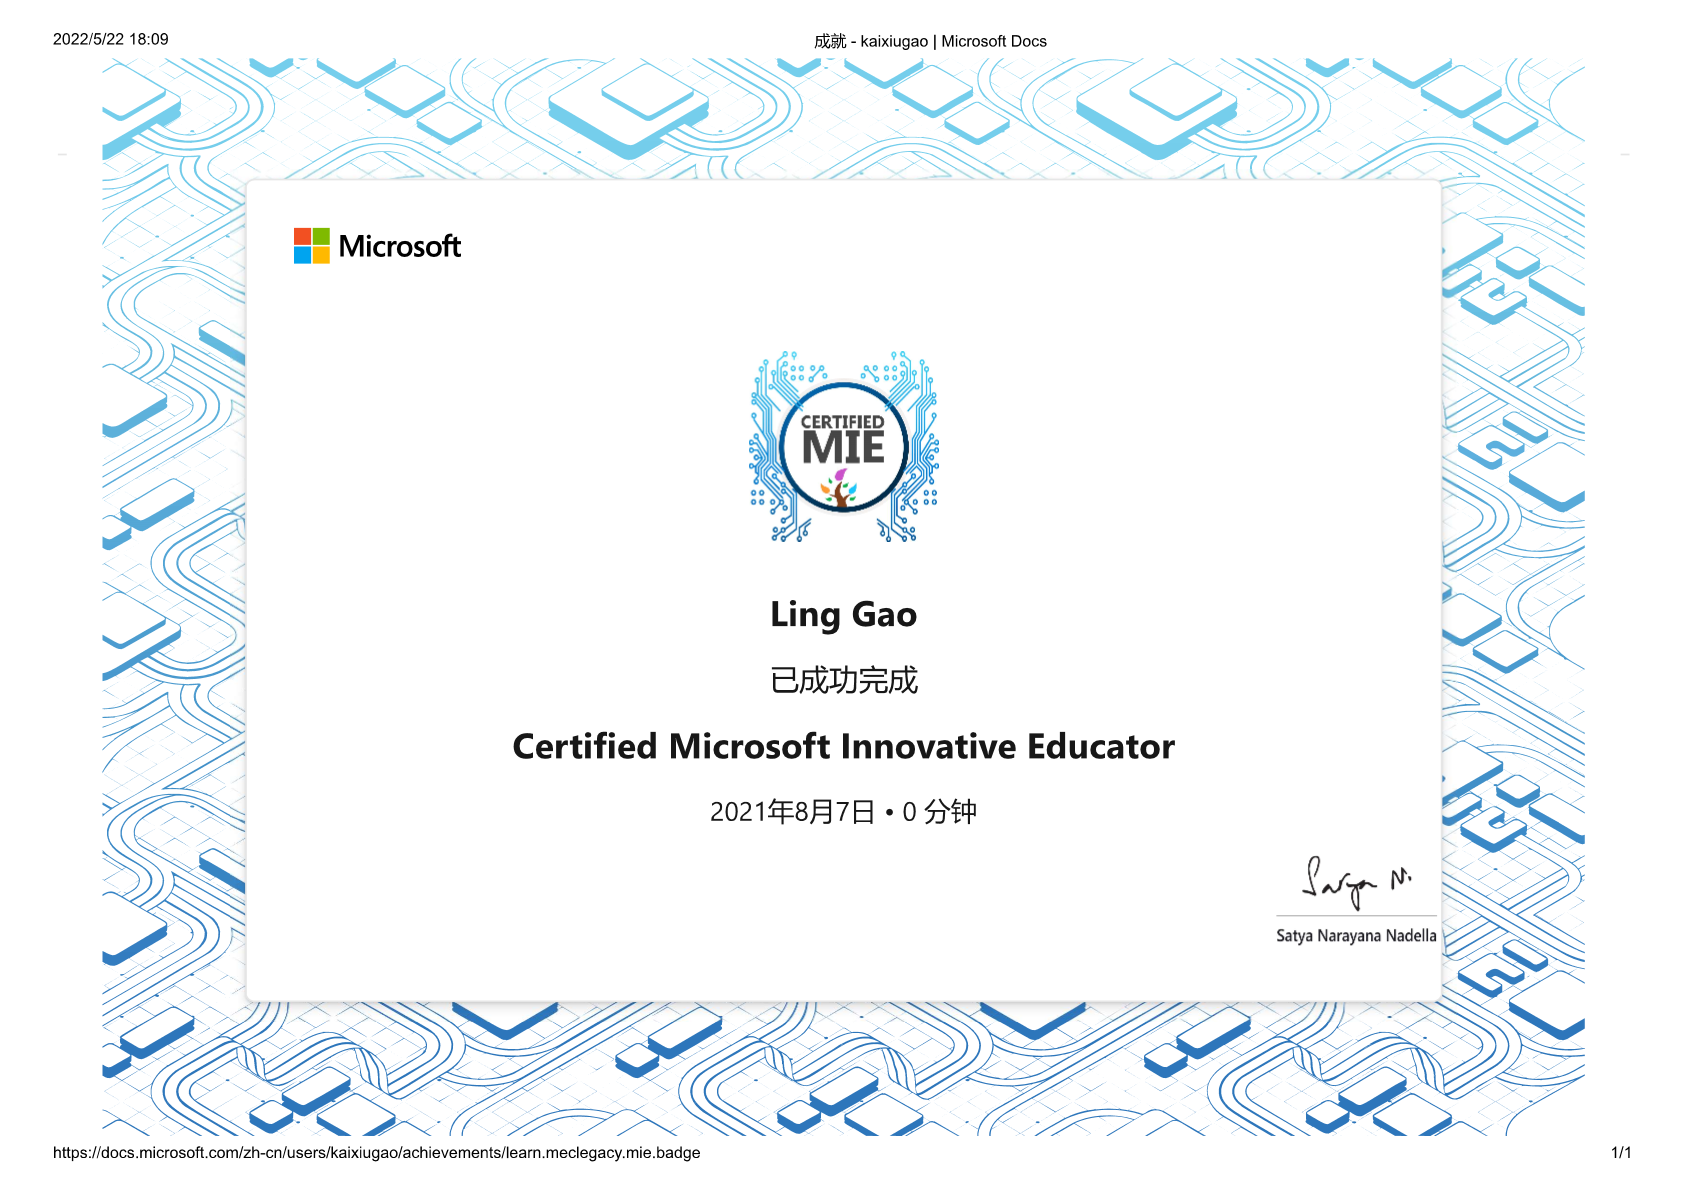 2022/5/22 18:09
成就 - kaixiugao | Microsoft Docs
Microsoft
CERTIFIED
MIE
Ling Gao
已成功完成
Certified Microsoft Innovative Educator
2021年8月7日 • 0 分钟
Satya N.
Satya Narayana Nadella
https://docs.microsoft.com/zh-cn/users/kaixiugao/achievements/learn.meclegacy.mie.badge
1/1